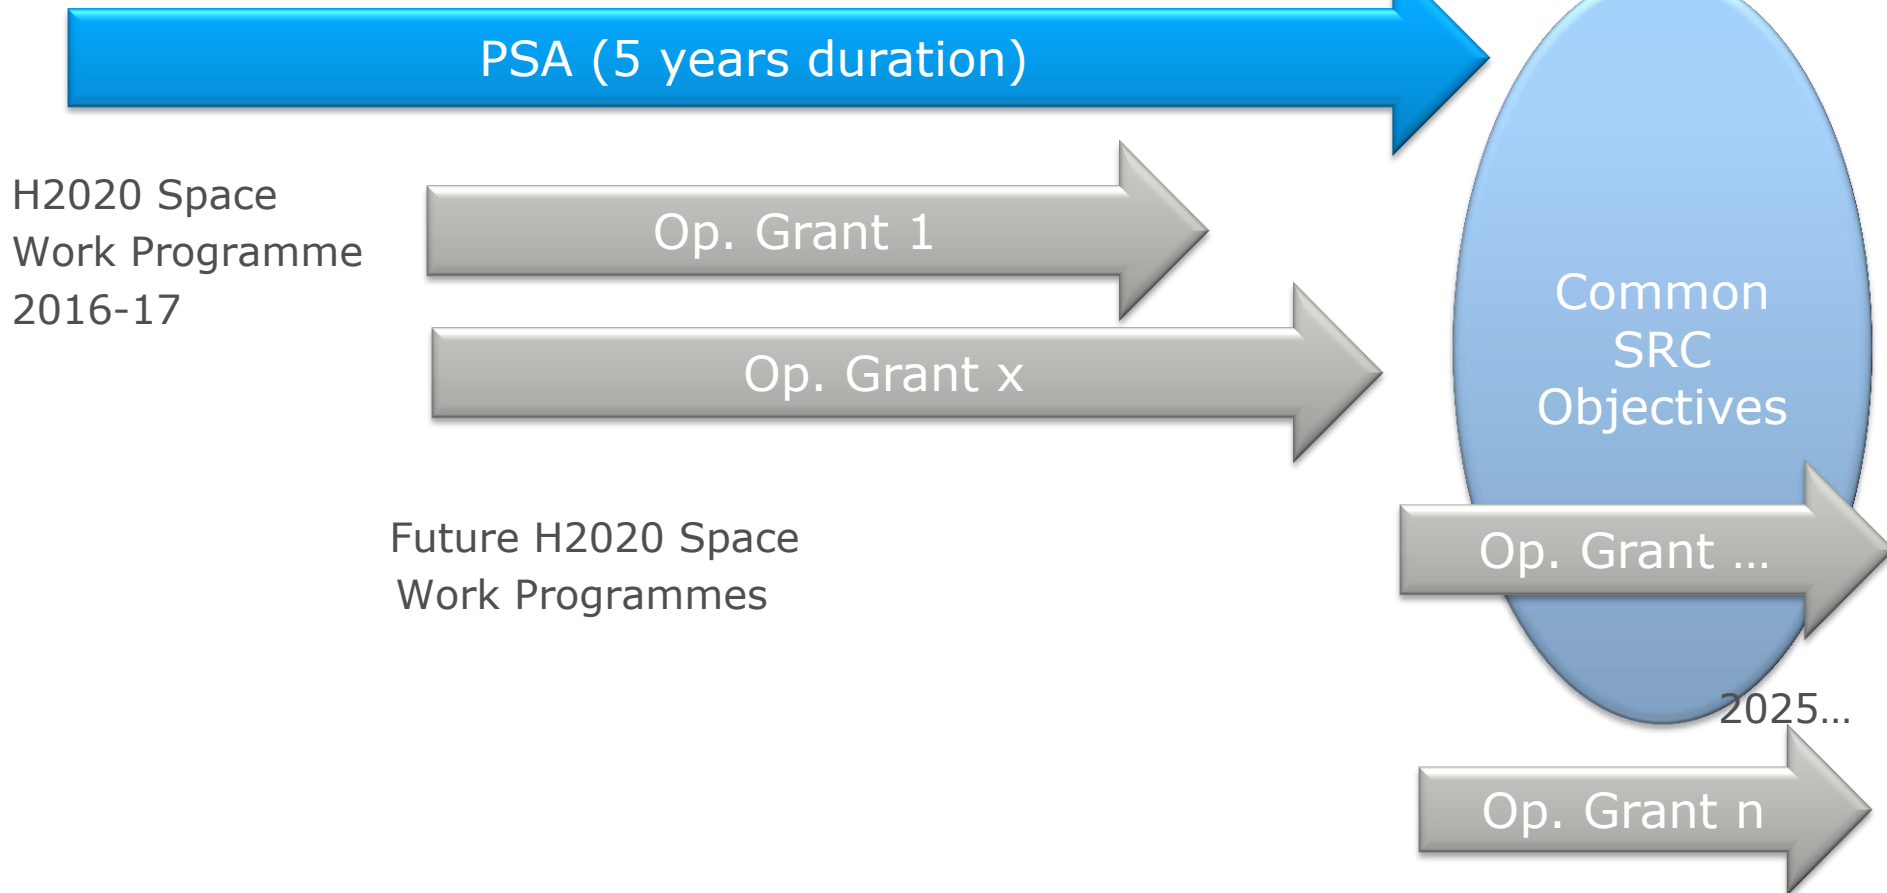 PSA (5 years duration)
H2020 Space
Work Programme
2016-17
Op. Grant 1
Op. Grant x
Common
SRC
Objectives
Future H2020 Space
Work Programmes
Op. Grant ...
2025...
Op. Grant n